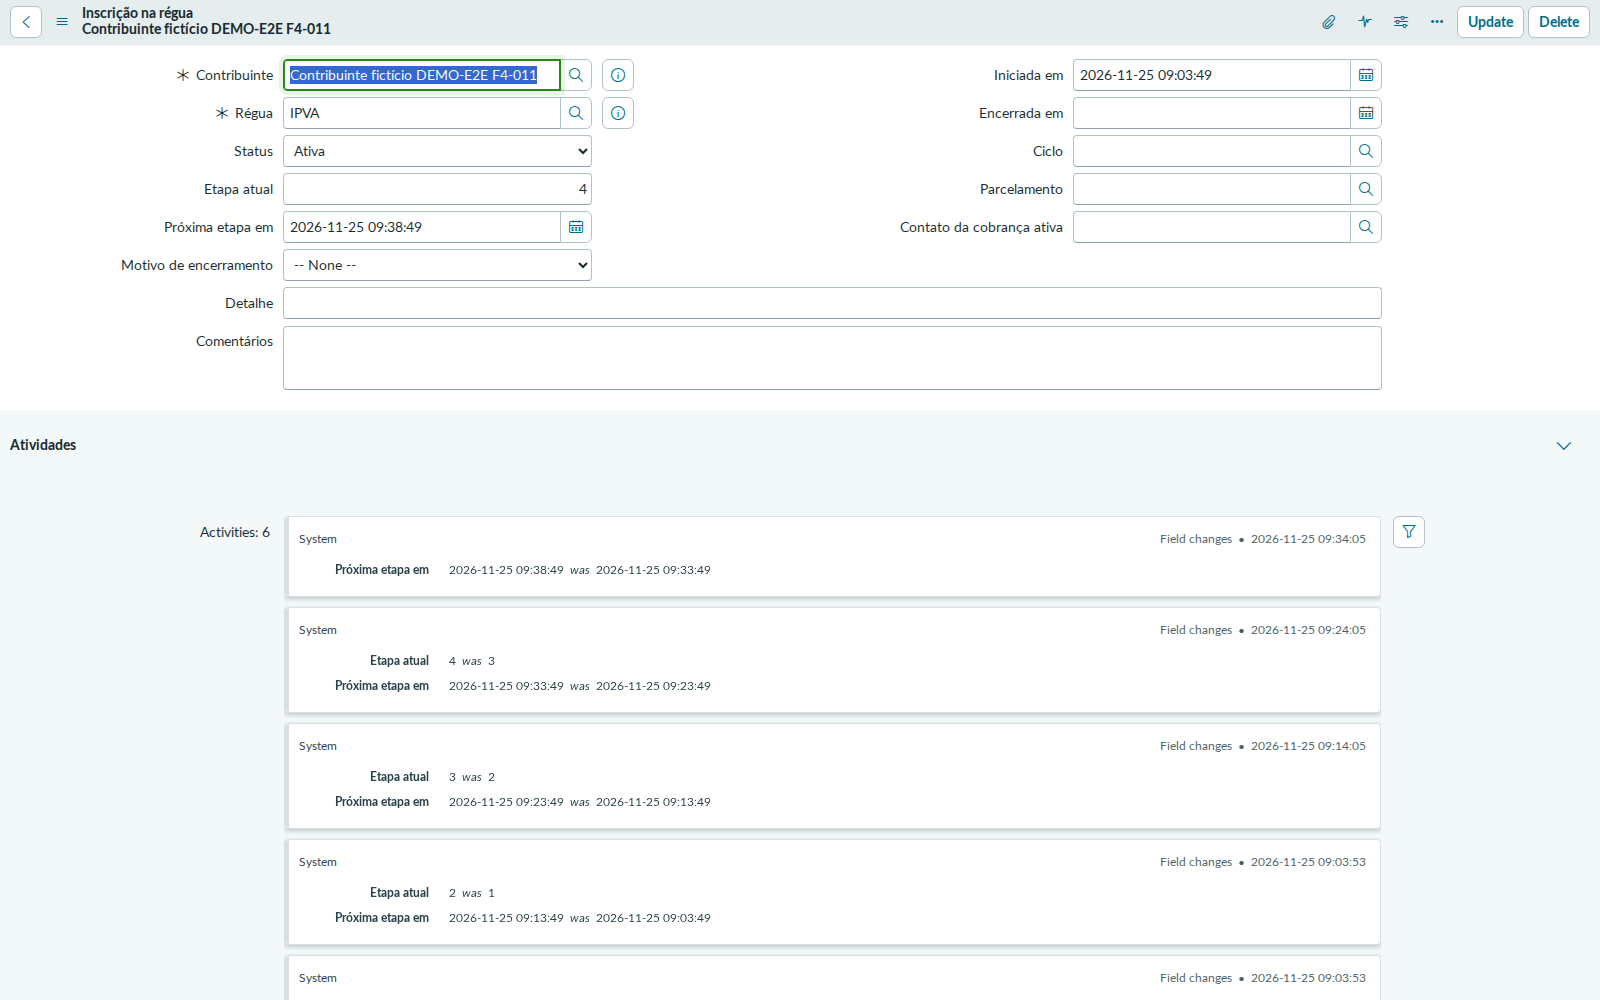 Inscrição na régua
Contribuinte fictício DEMO-E2E F4-011
Update
Delete
Contribuinte
Contribuinte fictício DEMO-E2E F4-011
Régua
IPVA
Status
Ativa
Etapa atual
4
Próxima etapa em
2026-11-25 09:38:49
Motivo de encerramento
-- None --
Iniciada em
2026-11-25 09:03:49
Encerrada em
Ciclo
Parcelamento
Contato da cobrança ativa
Detalhe
Comentários
Atividades
Activities: 6
System
Field changes • 2026-11-25 09:34:05
Próxima etapa em 2026-11-25 09:38:49 was 2026-11-25 09:33:49
System
Field changes • 2026-11-25 09:24:05
Etapa atual 4 was 3
Próxima etapa em 2026-11-25 09:33:49 was 2026-11-25 09:23:49
System
Field changes • 2026-11-25 09:14:05
Etapa atual 3 was 2
Próxima etapa em 2026-11-25 09:23:49 was 2026-11-25 09:13:49
System
Field changes • 2026-11-25 09:03:53
Etapa atual 2 was 1
Próxima etapa em 2026-11-25 09:13:49 was 2026-11-25 09:03:49
System
Field changes • 2026-11-25 09:03:53